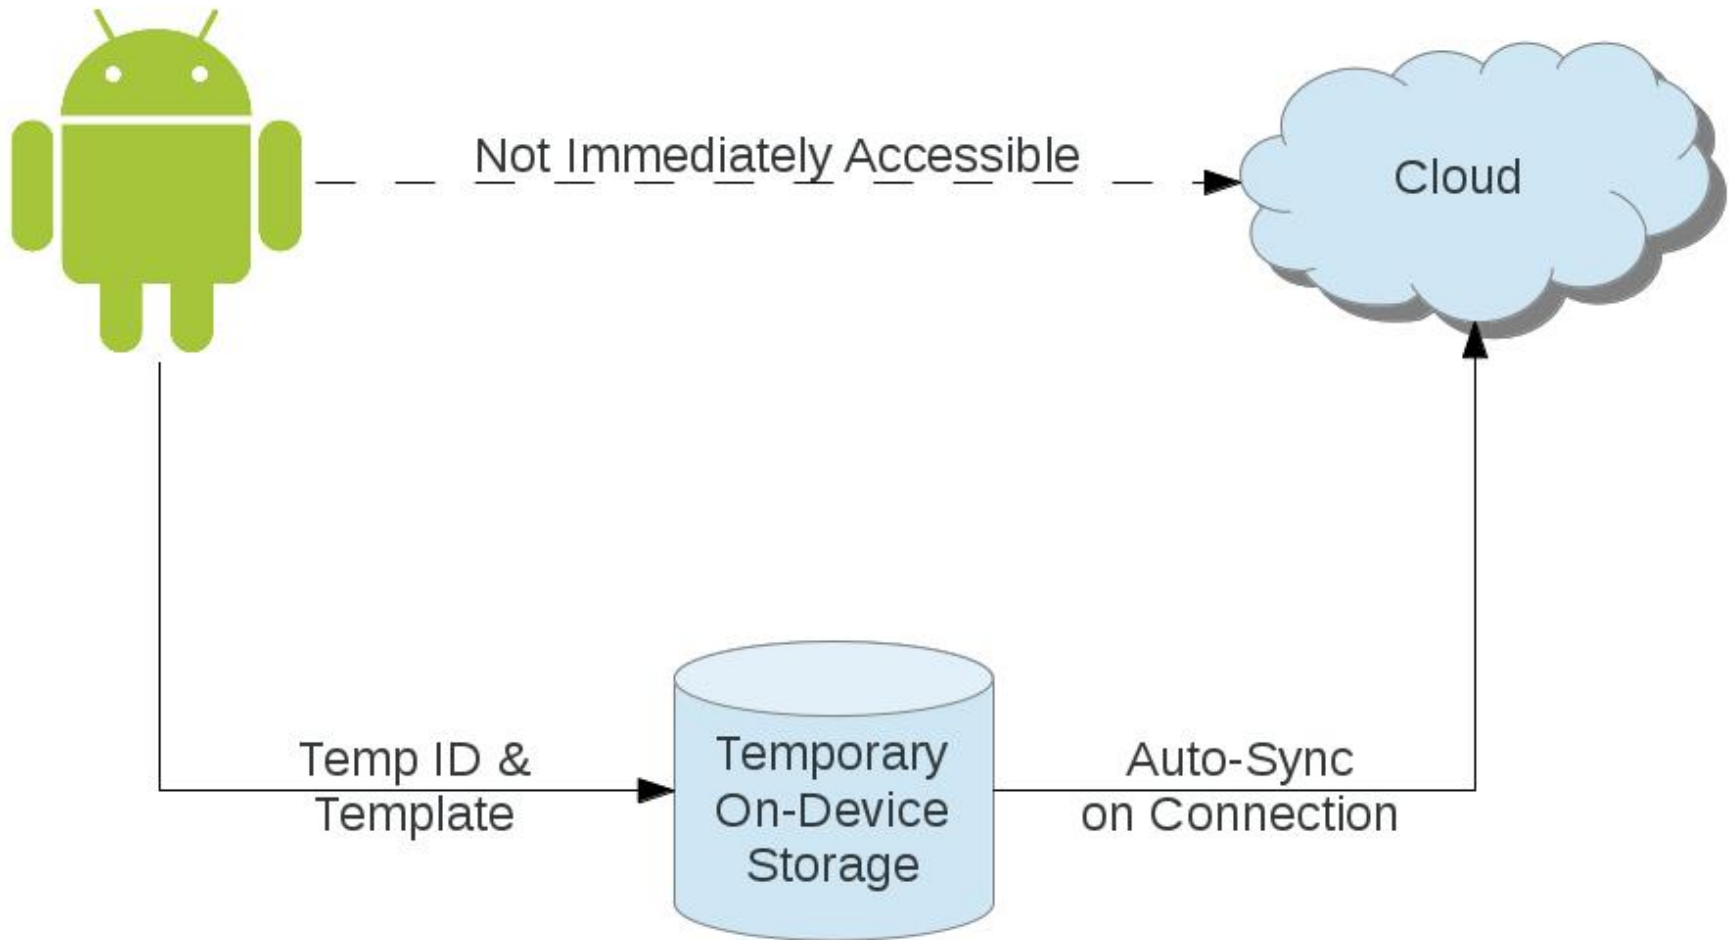 Not Immediately Accessible
Cloud
Temp ID &
Template
Temporary
On-Device
Storage
Auto-Sync
on Connection